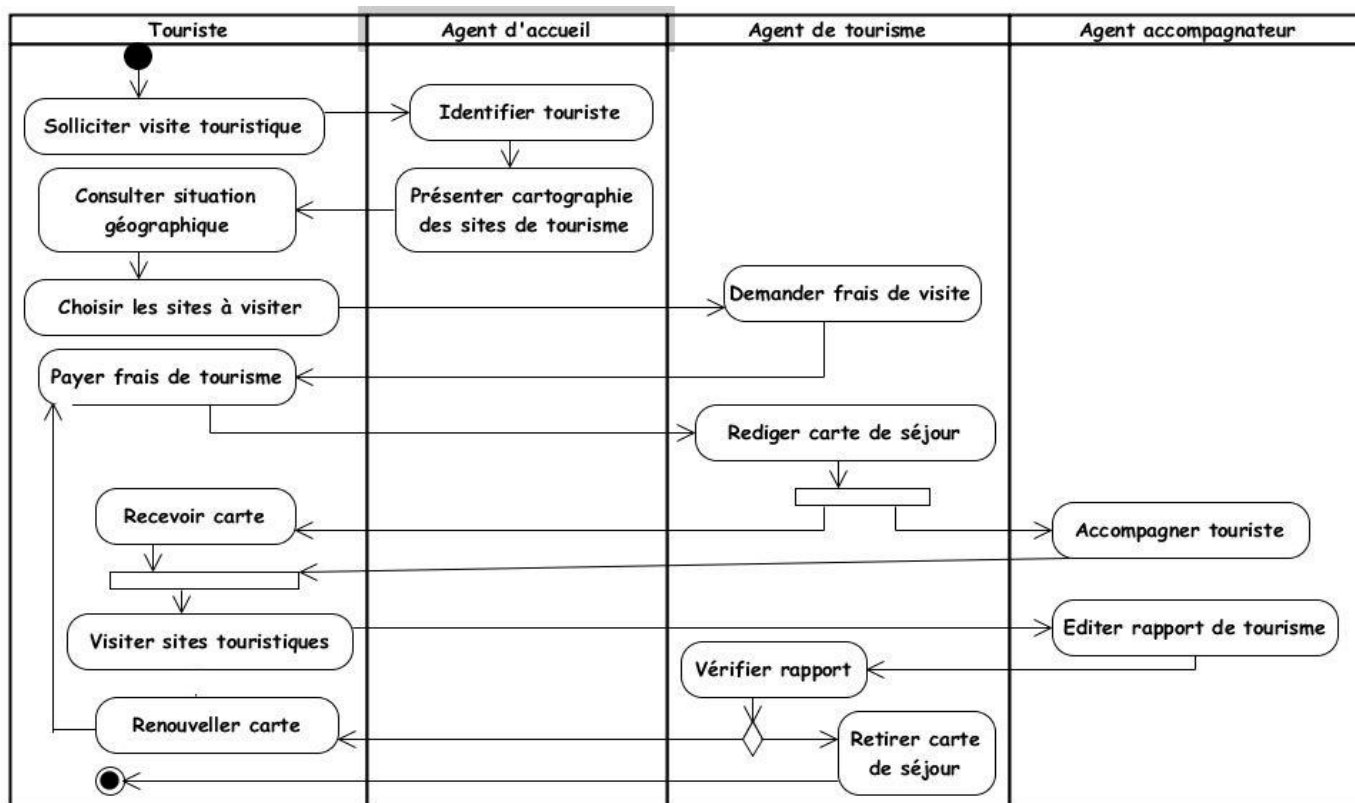 Touriste
Agent d'accueil
Agent de tourisme
Agent accompagnateur
Solliciter visite touristique
Identifier touriste
Consulter situation
géographique
Présenter cartographie
des sites de tourisme
Choisir les sites à visiter
Demander frais de visite
Payer frais de tourisme
Rediger carte de séjour
Recevoir carte
Accompagner touriste
Visiter sites touristiques
Editer rapport de tourisme
Vérifier rapport
Renouveller carte
Retirer carte
de séjour